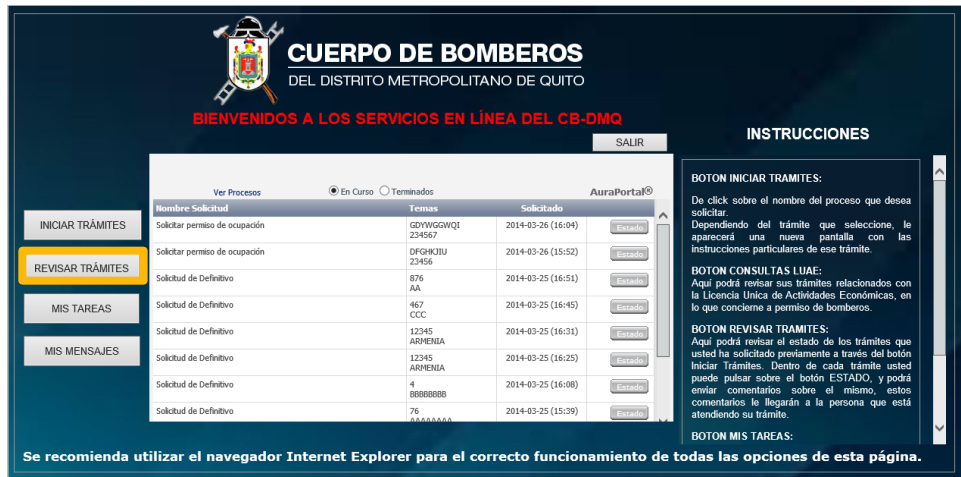 CUERPO DE BOMBEROS
DEL DISTRITO METROPOLITANO DE QUITO
BIENVENIDOS A LOS SERVICIOS EN LÍNEA DEL CB-DMQ
SALIR
INICIAR TRÁMITES
REVISAR TRÁMITES
MIS TAREAS
MIS MENSAJES
Ver Procesos En Curso Terminados AuraPortal®
Nombre Solicitud Temas Solicitado
Solicitar permiso de ocupación GDYWGGWQI 2014-03-26 (16:04) Estado
234567
Solicitar permiso de ocupación DFGHKJIU 2014-03-26 (15:52) Estado
23456
Solicitud de Definitivo 876 2014-03-25 (16:51) Estado
AA
Solicitud de Definitivo 467 2014-03-25 (16:45) Estado
CCC
Solicitud de Definitivo 12345 2014-03-25 (16:31) Estado
ARMENIA
Solicitud de Definitivo 12345 2014-03-25 (16:25) Estado
ARMENIA
Solicitud de Definitivo 4 2014-03-25 (16:08) Estado
BBBBBBBB
Solicitud de Definitivo 76 2014-03-25 (15:39) Estado
INSTRUCCIONES
BOTON INICIAR TRAMITES:
De click sobre el nombre del proceso que desea
solicitar.
Dependiendo del trámite que seleccione, le
aparecerá una nueva pantalla con las
instrucciones particulares de ese trámite.
BOTON CONSULTAS LUAE:
Aquí podrá revisar sus trámites relacionados con
la Licencia Unica de Actividades Económicas, en
lo que concierne a permiso de bomberos.
BOTON REVISAR TRAMITES:
Aquí podrá revisar el estado de los trámites que
usted ha solicitado previamente a través del botón
Iniciar Trámites. Dentro de cada trámite usted
puede pulsar sobre el botón ESTADO, y podrá
enviar comentarios sobre el mismo, estos
comentarios le llegarán a la persona que está
atendiendo su trámite.
BOTON MIS TAREAS:
Se recomienda utilizar el navegador Internet Explorer para el correcto funcionamiento de todas las opciones de esta página.